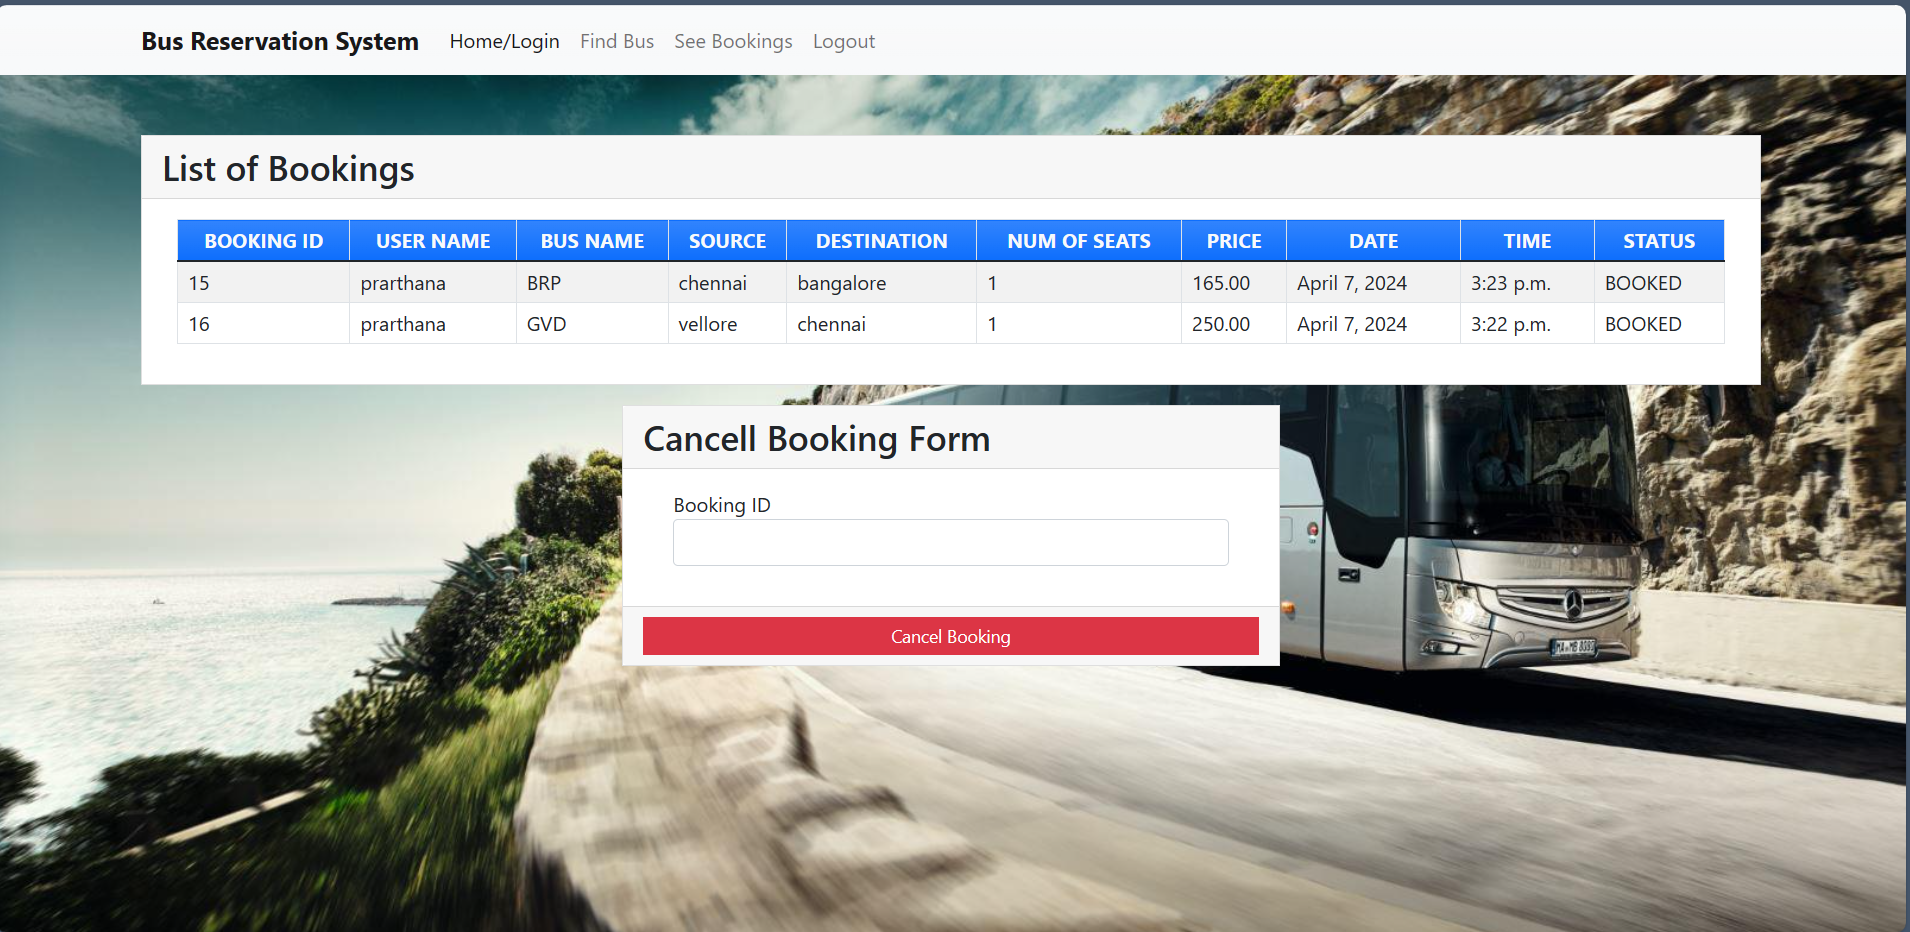 Bus Reservation System Home/Login Find Bus See Bookings Logout
List of Bookings
BOOKING ID USER NAME BUS NAME SOURCE DESTINATION NUM OF SEATS PRICE DATE TIME STATUS
15 prarthana BRP chennai bangalore 1 165.00 April 7, 2024 3:23 p.m. BOOKED
16 prarthana GVD vellore chennai 1 250.00 April 7, 2024 3:22 p.m. BOOKED
Cancell Booking Form
Booking ID
Cancel Booking